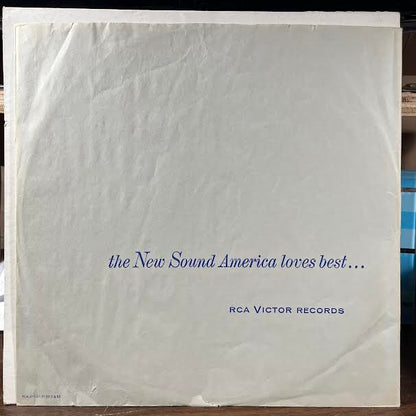 the New Sound America loves best...
RCA VICTOR RECORDS